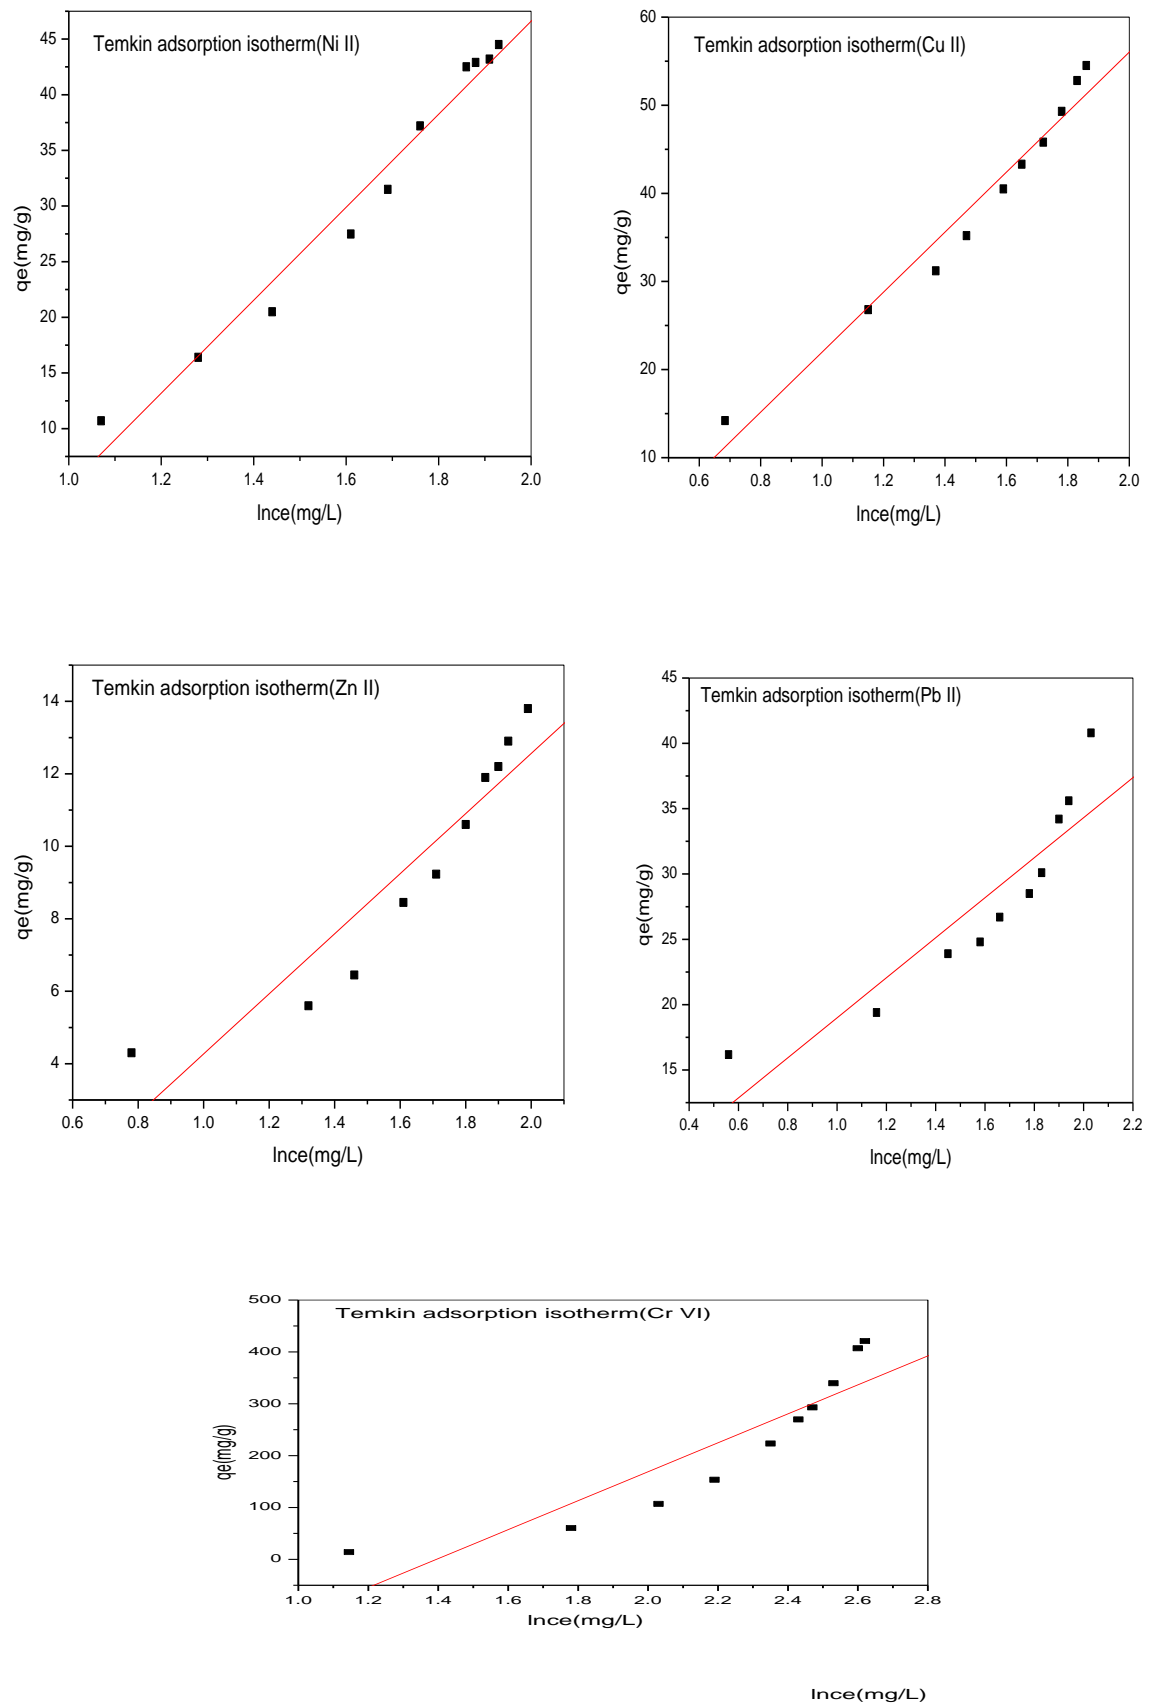 Temkin adsorption isotherm(Ni II)
45
40
35
30
25
20
15
10
qe(mg/g)
1.0 1.2 1.4 1.6 1.8 2.0
lnce(mg/L)
Temkin adsorption isotherm(Cu II)
60
50
40
30
20
10
qe(mg/g)
0.6 0.8 1.0 1.2 1.4 1.6 1.8 2.0
lnce(mg/L)
Temkin adsorption isotherm(Zn II)
14
12
10
8
6
4
qe(mg/g)
0.6 0.8 1.0 1.2 1.4 1.6 1.8 2.0
lnce(mg/L)
Temkin adsorption isotherm(Pb II)
45
40
35
30
25
20
15
qe(mg/g)
0.4 0.6 0.8 1.0 1.2 1.4 1.6 1.8 2.0 2.2
lnce(mg/L)
Temkin adsorption isotherm(Cr VI)
500
400
300
200
100
0
qe(mg/g)
1.0 1.2 1.4 1.6 1.8 2.0 2.2 2.4 2.6 2.8
lnce(mg/L)
lnce(mg/L)